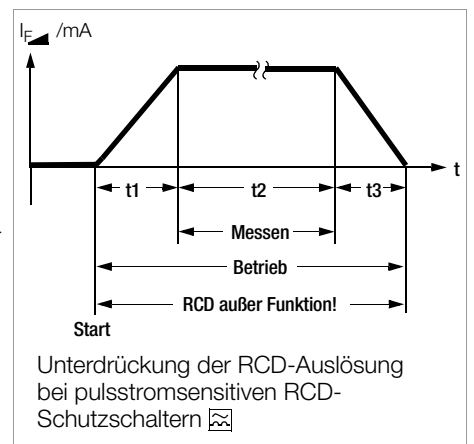 I_F /mA
t
t1 t2 t3
Messen
Betrieb
RCD außer Funktion!
Start
Unterdrückung der RCD-Auslösung
bei pulsstromsensitiven RCD-
Schutzschaltern